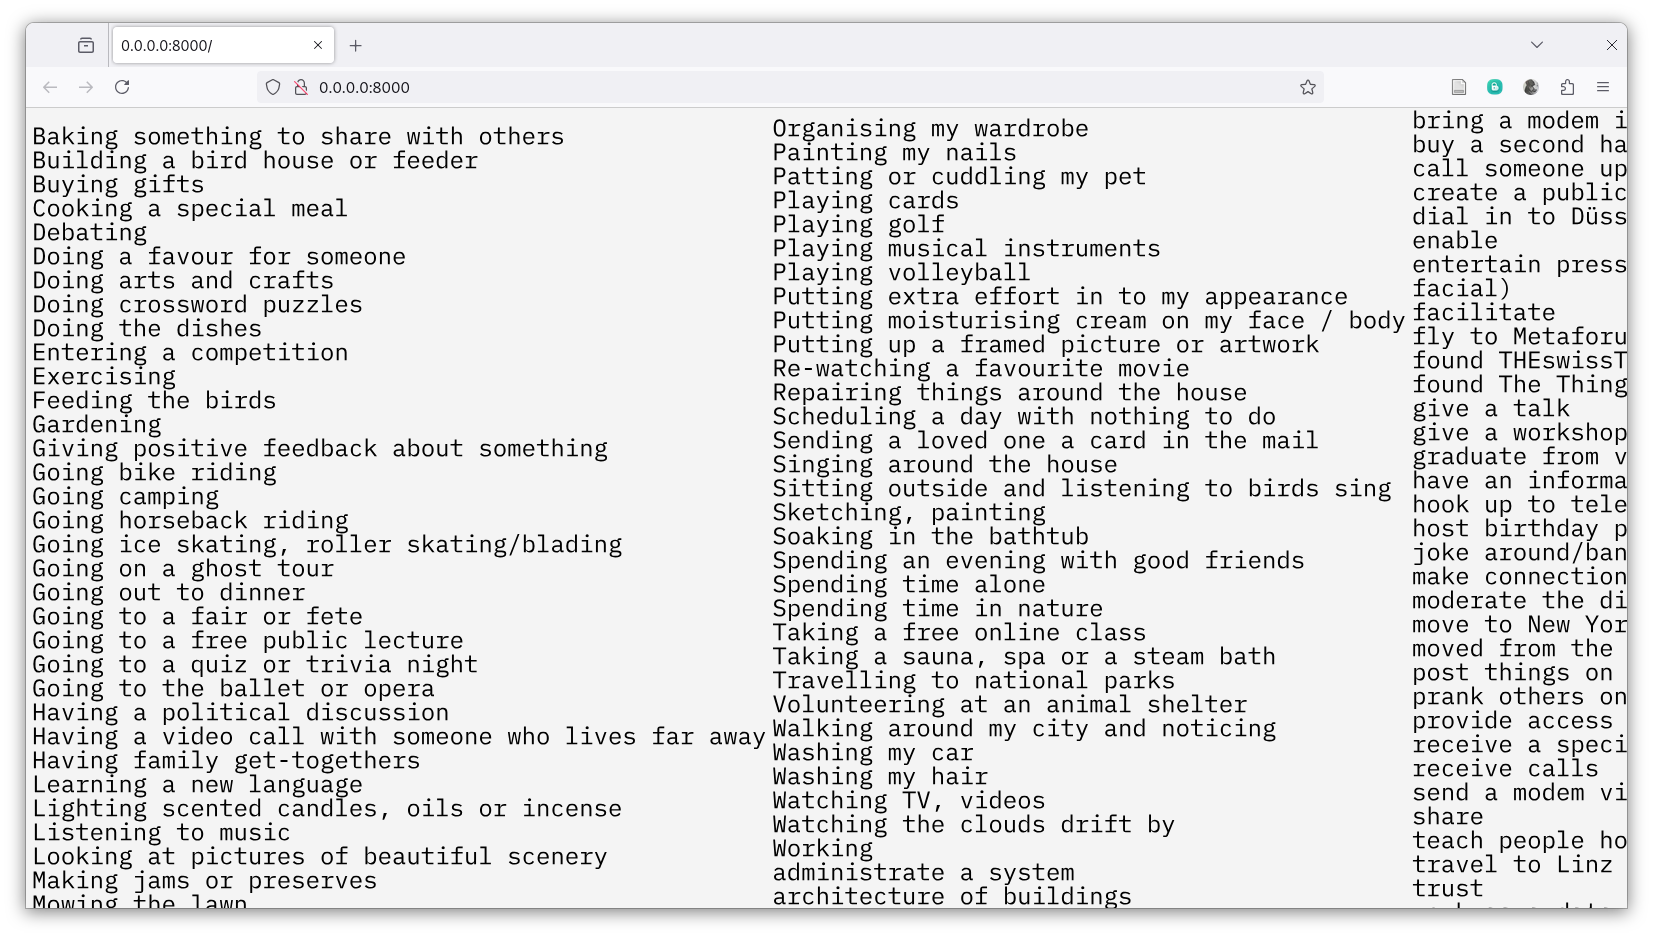 0.0.0.0:8000/
0.0.0.0:8000
Baking something to share with others
Building a bird house or feeder
Buying gifts
Cooking a special meal
Debating
Doing a favour for someone
Doing arts and crafts
Doing crossword puzzles
Doing the dishes
Entering a competition
Exercising
Feeding the birds
Gardening
Giving positive feedback about something
Going bike riding
Going camping
Going horseback riding
Going ice skating, roller skating/blading
Going on a ghost tour
Going out to dinner
Going to a fair or fete
Going to a free public lecture
Going to a quiz or trivia night
Going to the ballet or opera
Having a political discussion
Having a video call with someone who lives far away
Having family get-togethers
Learning a new language
Lighting scented candles, oils or incense
Listening to music
Looking at pictures of beautiful scenery
Making jams or preserves
Mowing the lawn
Organising my wardrobe
Painting my nails
Patting or cuddling my pet
Playing cards
Playing golf
Playing musical instruments
Playing volleyball
Putting extra effort in to my appearance
Putting moisturising cream on my face / body
Putting up a framed picture or artwork
Re-watching a favourite movie
Repairing things around the house
Scheduling a day with nothing to do
Sending a loved one a card in the mail
Singing around the house
Sitting outside and listening to birds sing
Sketching, painting
Soaking in the bathtub
Spending an evening with good friends
Spending time alone
Spending time in nature
Taking a free online class
Taking a sauna, spa or a steam bath
Travelling to national parks
Volunteering at an animal shelter
Walking around my city and noticing
Washing my car
Washing my hair
Watching TV, videos
Watching the clouds drift by
Working
administrate a system
architecture of buildings
bring a modem i
buy a second ha
call someone up
create a public
dial in to Düss
enable
entertain press
facial)
facilitate
fly to Metaforu
found THEswissT
found The Thing
give a talk
give a workshop
graduate from v
have an informa
hook up to tele
host birthday p
joke around/ban
make connection
moderate the di
move to New Yor
moved from the
post things on
prank others on
provide access
receive a speci
receive calls
send a modem vi
share
teach people ho
travel to Linz
trust